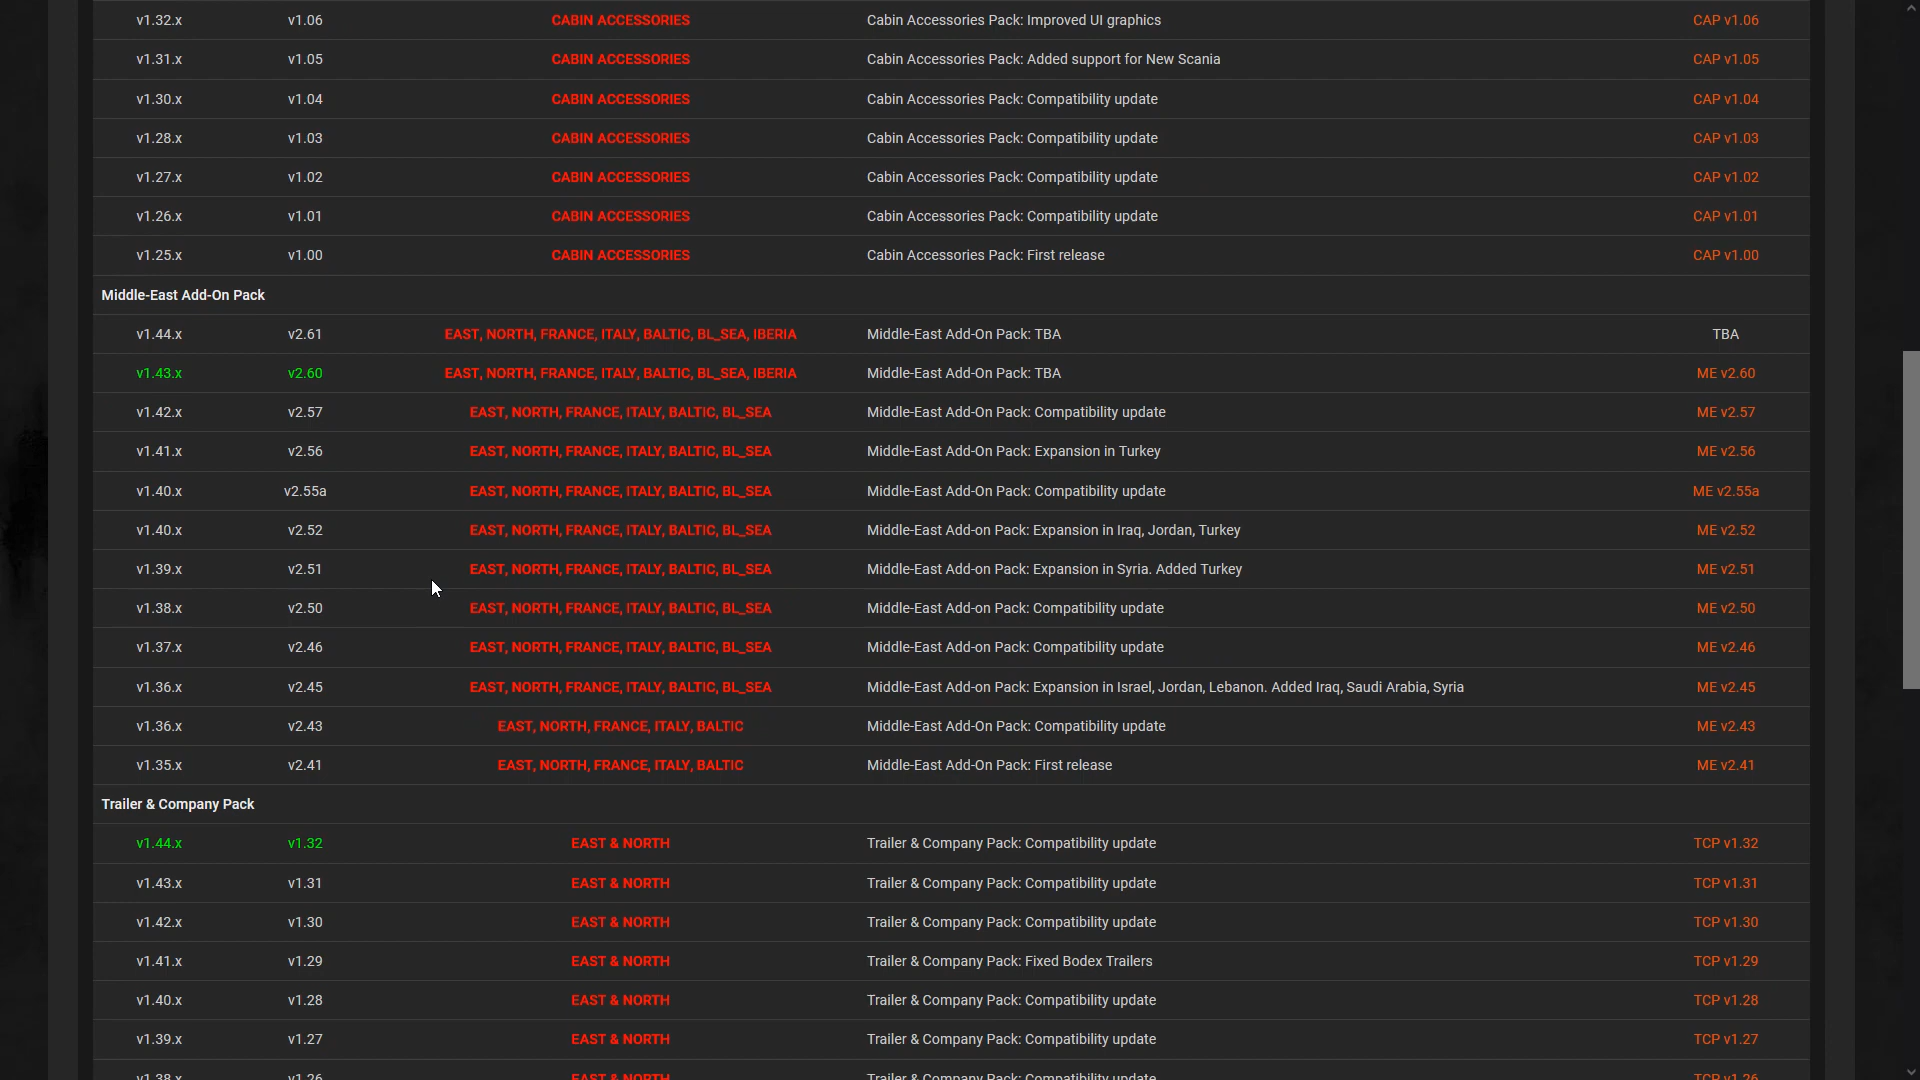 v1.32.x v1.06 CABIN ACCESSORIES Cabin Accessories Pack: Improved UI graphics CAP v1.06
v1.31.x v1.05 CABIN ACCESSORIES Cabin Accessories Pack: Added support for New Scania CAP v1.05
v1.30.x v1.04 CABIN ACCESSORIES Cabin Accessories Pack: Compatibility update CAP v1.04
v1.28.x v1.03 CABIN ACCESSORIES Cabin Accessories Pack: Compatibility update CAP v1.03
v1.27.x v1.02 CABIN ACCESSORIES Cabin Accessories Pack: Compatibility update CAP v1.02
v1.26.x v1.01 CABIN ACCESSORIES Cabin Accessories Pack: Compatibility update CAP v1.01
v1.25.x v1.00 CABIN ACCESSORIES Cabin Accessories Pack: First release CAP v1.00
Middle-East Add-On Pack
v1.44.x v2.61 EAST, NORTH, FRANCE, ITALY, BALTIC, BL_SEA, IBERIA Middle-East Add-On Pack: TBA TBA
v1.43.x v2.60 EAST, NORTH, FRANCE, ITALY, BALTIC, BL_SEA, IBERIA Middle-East Add-On Pack: TBA ME v2.60
v1.42.x v2.57 EAST, NORTH, FRANCE, ITALY, BALTIC, BL_SEA Middle-East Add-On Pack: Compatibility update ME v2.57
v1.41.x v2.56 EAST, NORTH, FRANCE, ITALY, BALTIC, BL_SEA Middle-East Add-On Pack: Expansion in Turkey ME v2.56
v1.40.x v2.55a EAST, NORTH, FRANCE, ITALY, BALTIC, BL_SEA Middle-East Add-On Pack: Compatibility update ME v2.55a
v1.40.x v2.52 EAST, NORTH, FRANCE, ITALY, BALTIC, BL_SEA Middle-East Add-on Pack: Expansion in Iraq, Jordan, Turkey ME v2.52
v1.39.x v2.51 EAST, NORTH, FRANCE, ITALY, BALTIC, BL_SEA Middle-East Add-on Pack: Expansion in Syria. Added Turkey ME v2.51
v1.38.x v2.50 EAST, NORTH, FRANCE, ITALY, BALTIC, BL_SEA Middle-East Add-on Pack: Compatibility update ME v2.50
v1.37.x v2.46 EAST, NORTH, FRANCE, ITALY, BALTIC, BL_SEA Middle-East Add-on Pack: Compatibility update ME v2.46
v1.36.x v2.45 EAST, NORTH, FRANCE, ITALY, BALTIC, BL_SEA Middle-East Add-on Pack: Expansion in Israel, Jordan, Lebanon. Added Iraq, Saudi Arabia, Syria ME v2.45
v1.36.x v2.43 EAST, NORTH, FRANCE, ITALY, BALTIC Middle-East Add-On Pack: Compatibility update ME v2.43
v1.35.x v2.41 EAST, NORTH, FRANCE, ITALY, BALTIC Middle-East Add-On Pack: First release ME v2.41
Trailer & Company Pack
v1.44.x v1.32 EAST & NORTH Trailer & Company Pack: Compatibility update TCP v1.32
v1.43.x v1.31 EAST & NORTH Trailer & Company Pack: Compatibility update TCP v1.31
v1.42.x v1.30 EAST & NORTH Trailer & Company Pack: Compatibility update TCP v1.30
v1.41.x v1.29 EAST & NORTH Trailer & Company Pack: Fixed Bodex Trailers TCP v1.29
v1.40.x v1.28 EAST & NORTH Trailer & Company Pack: Compatibility update TCP v1.28
v1.39.x v1.27 EAST & NORTH Trailer & Company Pack: Compatibility update TCP v1.27
v1.38.x v1.26 EAST & NORTH Trailer & Company Pack: Compatibility update TCP v1.26